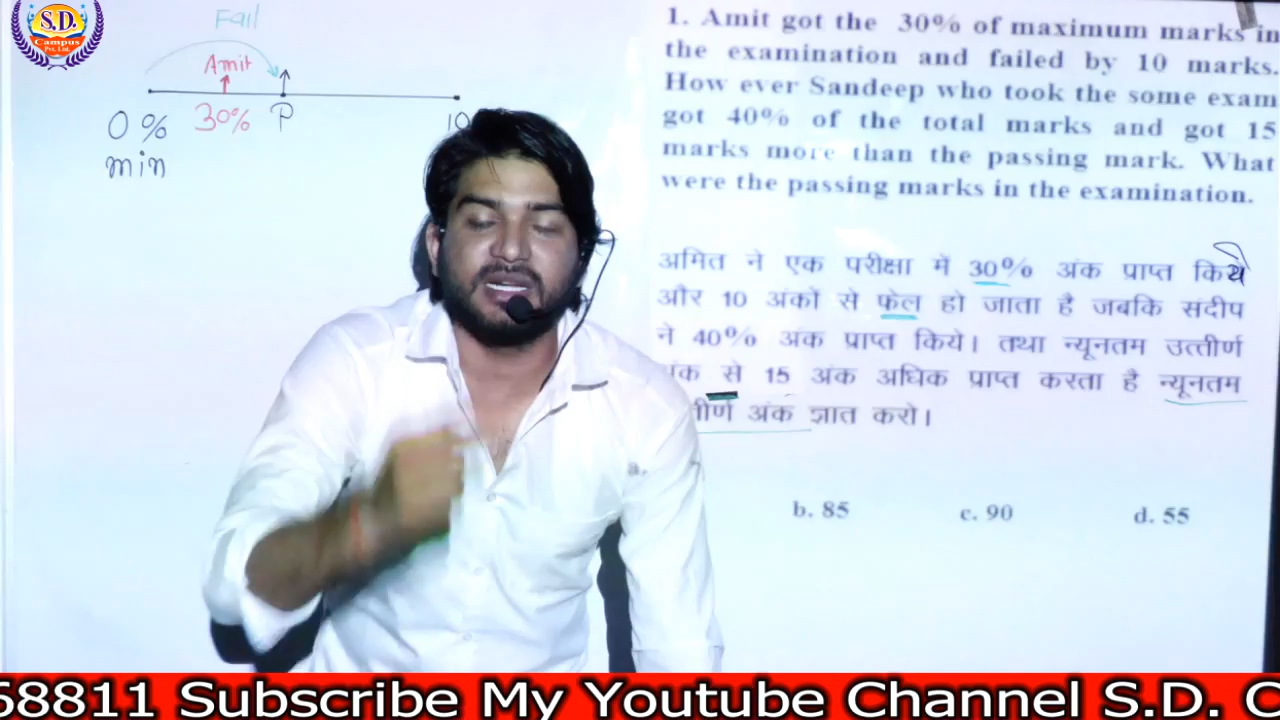 S.D.
Campus
Pvt. Ltd.
Fail
Amit
0% 30% P 10
min
1. Amit got the 30% of maximum marks in
the examination and failed by 10 marks.
How ever Sandeep who took the some exam
got 40% of the total marks and got 15
marks more than the passing mark. What
were the passing marks in the examination.
अमित ने एक परीक्षा में 30% अंक प्राप्त किये
और 10 अंकों से फेल हो जाता है जबकि संदीप
ने 40% अंक प्राप्त किये। तथा न्यूनतम उत्तीर्ण
अंक से 15 अंक अधिक प्राप्त करता है न्यूनतम
अंक ज्ञात करो।
a.
b. 85 c. 90 d. 55
68811 Subscribe My Youtube Channel S.D. C